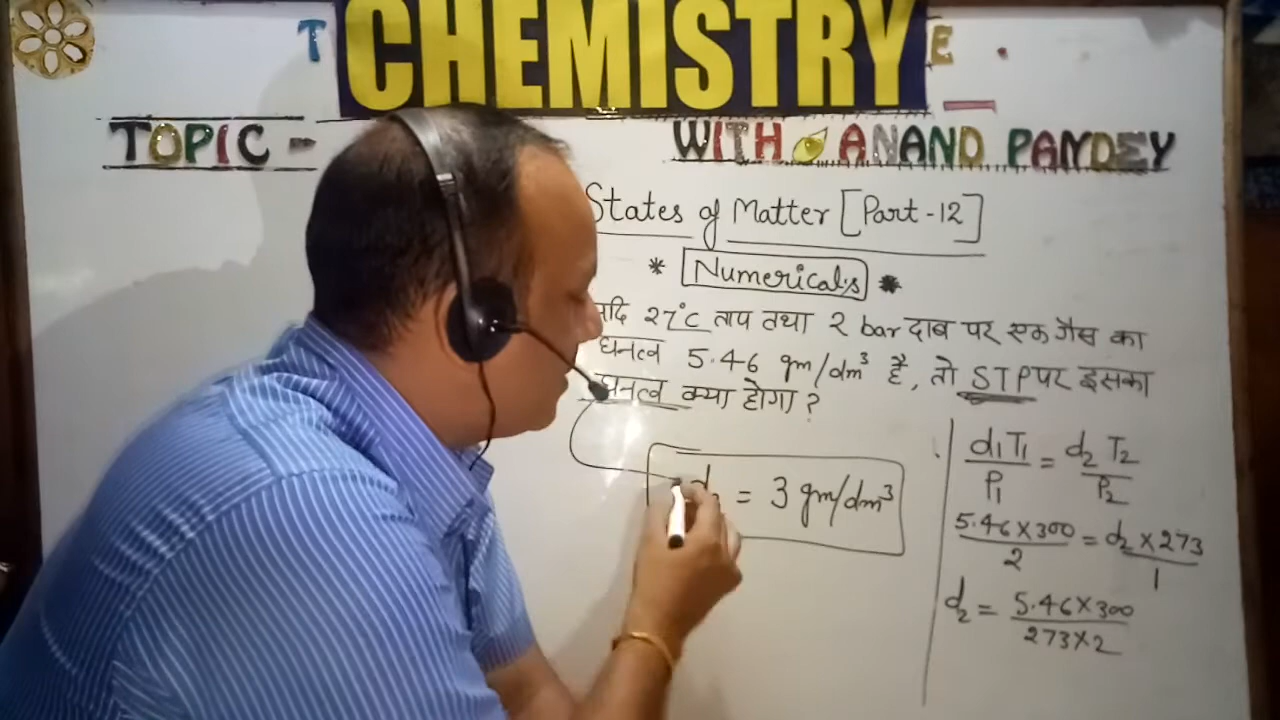 CHEMISTRY
TOPIC -
WITH ANAND PANDEY
States of Matter [Part-12]
* Numericals *
यदि 27°C ताप तथा 2 bar दाब पर एक गैस का
घनत्व 5.46 gm/dm³ है, तो STP पर इसका
घनत्व क्या होगा ?
= 3 gm/dm³
d₁T₁/P₁ = d₂T₂/P₂
5.46×300/2 = d₂×273/1
d₂ = 5.46×300/273×2